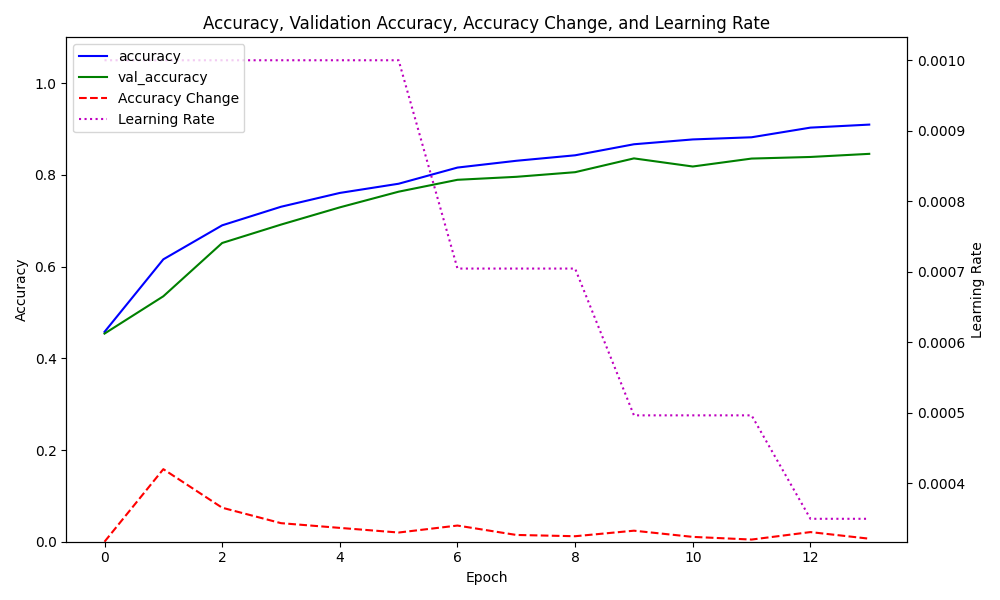 Accuracy, Validation Accuracy, Accuracy Change, and Learning Rate
accuracy
val_accuracy
Accuracy Change
Learning Rate
1.0
0.8
0.6
0.4
0.2
0.0
Accuracy
0 2 4 6 8 10 12
Epoch
0.0010
0.0009
0.0008
0.0007
0.0006
0.0005
0.0004
Learning Rate